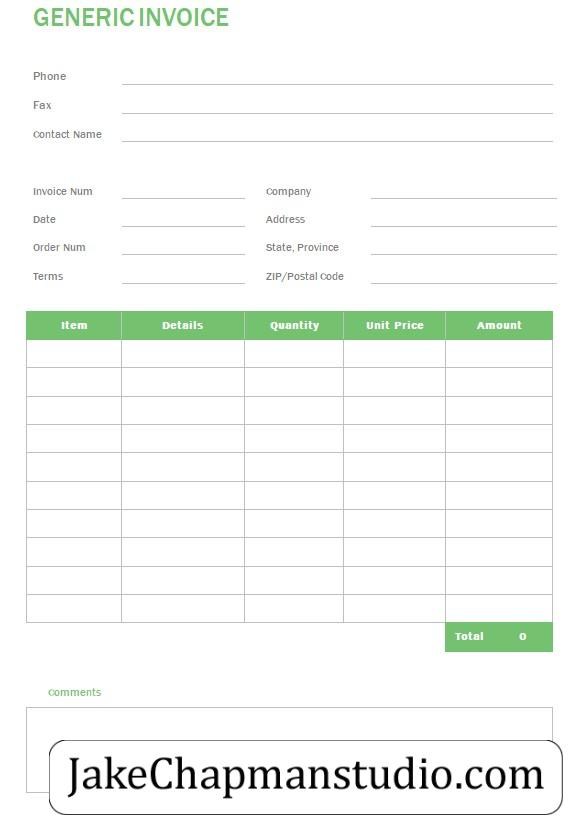 GENERIC INVOICE
Phone
Fax
Contact Name
Invoice Num Company
Date Address
Order Num State, Province
Terms ZIP/Postal Code
Item Details Quantity Unit Price Amount
Total 0
Comments
JakeChapmanstudio.com